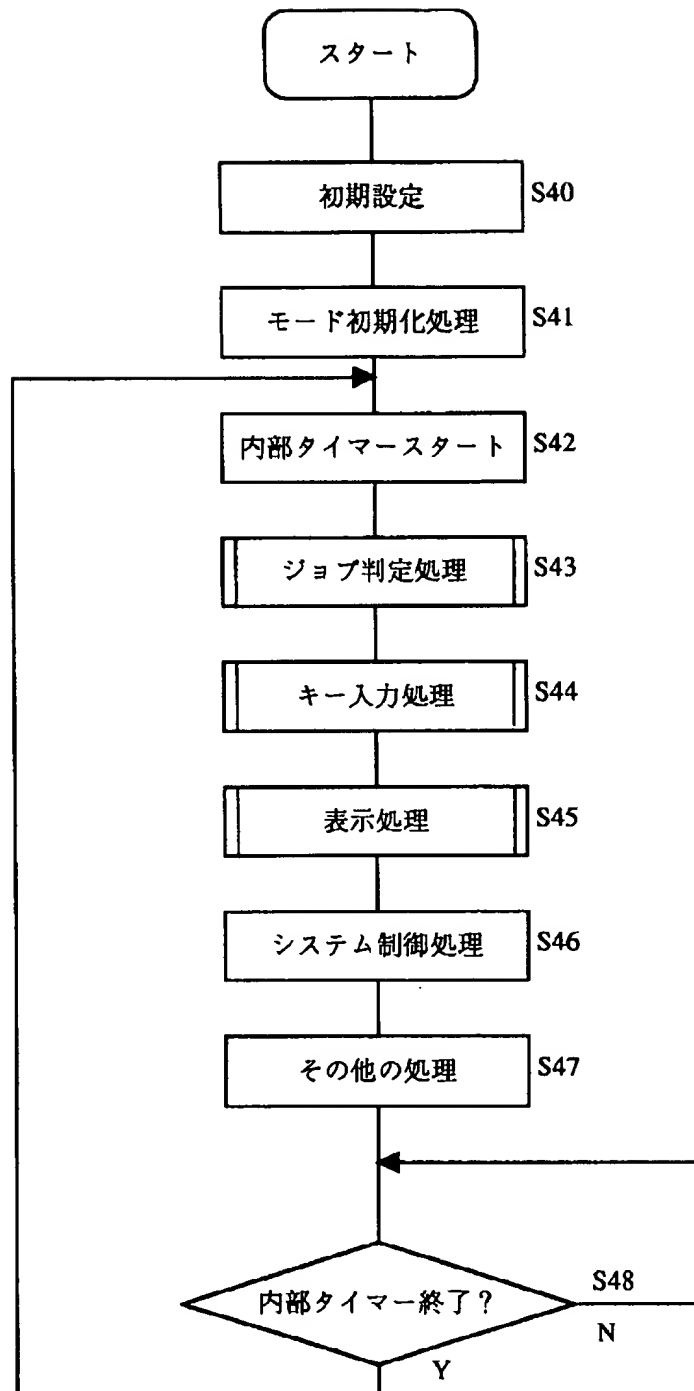 スタート
初期設定 S40
モード初期化処理 S41
内部タイマースタート S42
ジョブ判定処理 S43
キー入力処理 S44
表示処理 S45
システム制御処理 S46
その他の処理 S47
内部タイマー終了? S48
N
Y